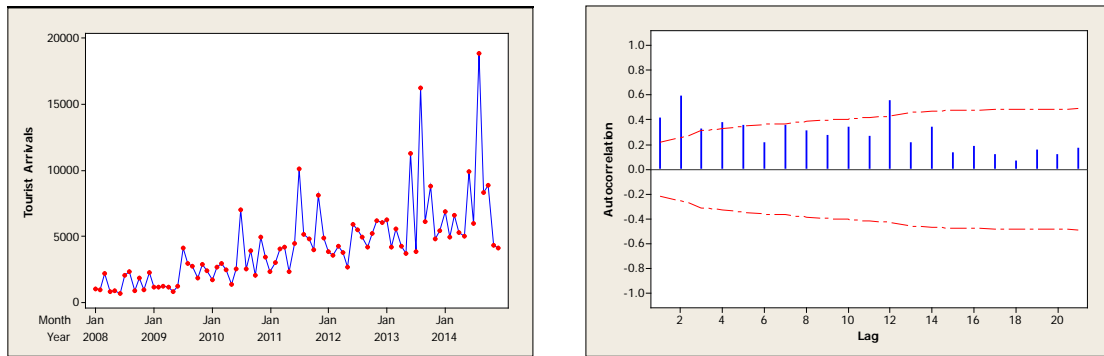 Tourist Arrivals
20000
15000
10000
5000
0
Month Jan Jan Jan Jan Jan Jan Jan
Year 2008 2009 2010 2011 2012 2013 2014
Autocorrelation
1.0
0.8
0.6
0.4
0.2
0.0
-0.2
-0.4
-0.6
-0.8
-1.0
2 4 6 8 10 12 14 16 18 20
Lag